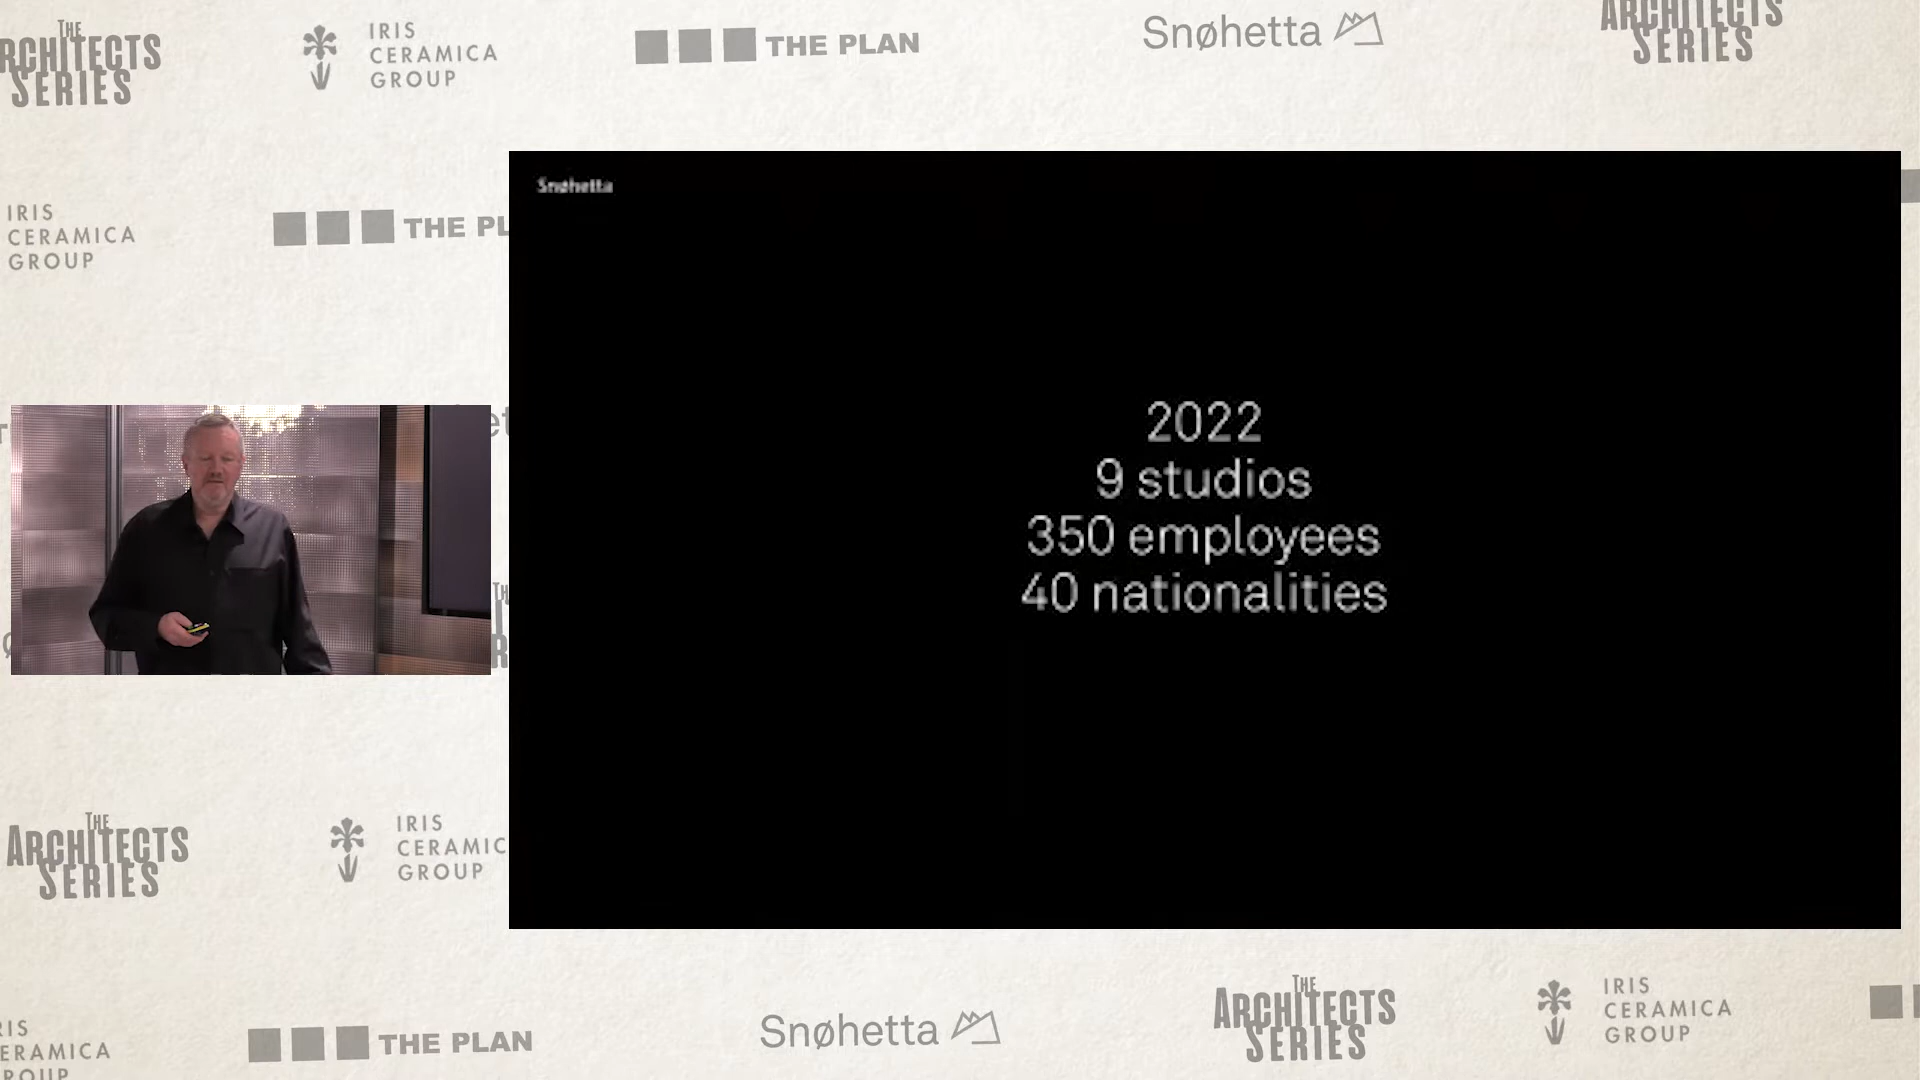 THE
ARCHITECTS
SERIES
IRIS
CERAMICA
GROUP
THE PLAN
Snøhetta
ARCHITECTS
SERIES
IRIS
CERAMICA
GROUP
THE PL
Snøhetta
2022
9 studios
350 employees
40 nationalities
THE
ARCHITECTS
SERIES
IRIS
CERAMIC
GROUP
THE PLAN
Snøhetta
THE
ARCHITECTS
SERIES
IRIS
CERAMICA
GROUP